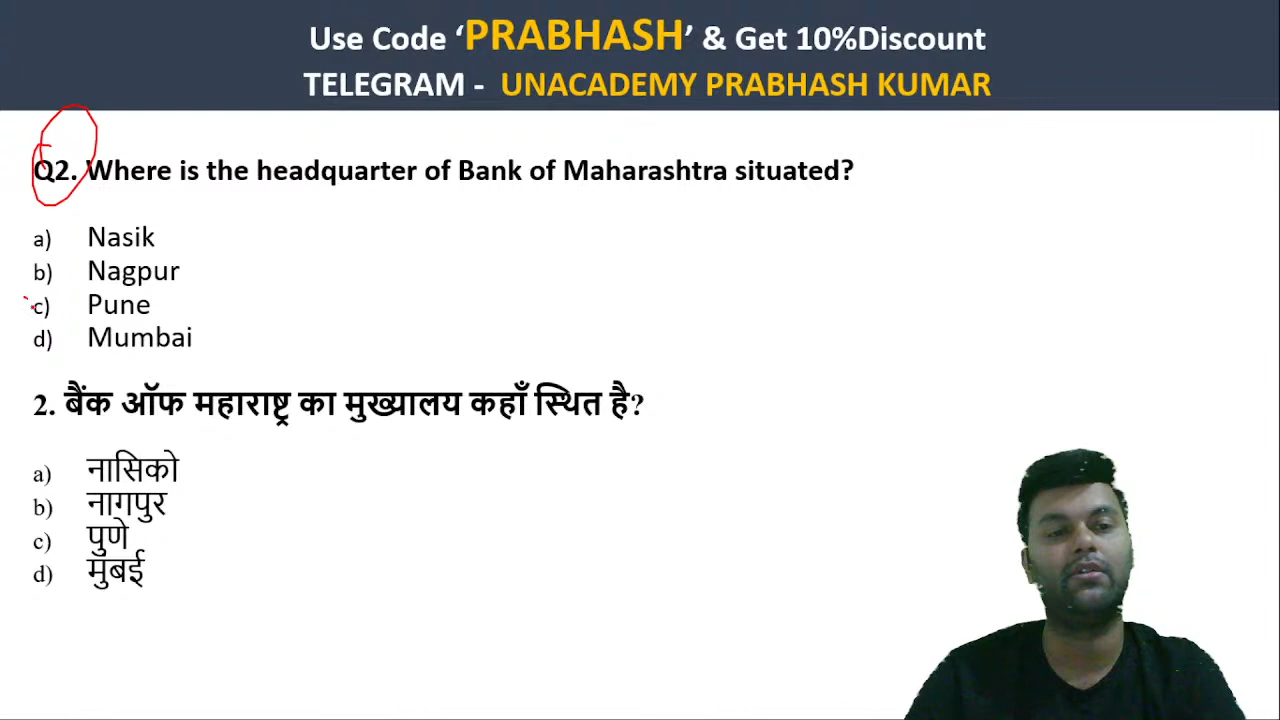 Use Code ‘PRABHASH’ & Get 10%Discount
TELEGRAM - UNACADEMY PRABHASH KUMAR
Q2. Where is the headquarter of Bank of Maharashtra situated?
a) Nasik
b) Nagpur
c) Pune
d) Mumbai
2. बैंक ऑफ महाराष्ट्र का मुख्यालय कहाँ स्थित है?
a) नासिको
b) नागपुर
c) पुणे
d) मुंबई